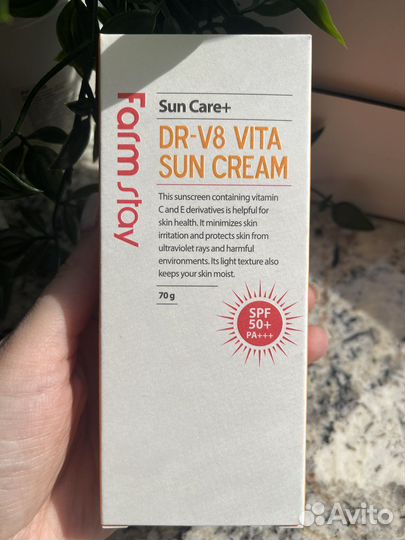 Farm stay
Sun Care+
DR-V8 VITA
SUN CREAM
This sunscreen containing vitamin
C and E derivatives is helpful for
skin health. It minimizes skin
irritation and protects skin from
ultraviolet rays and harmful
environments. Its light texture also
keeps your skin moist.
70 g
SPF
50+
PA+++
Avito